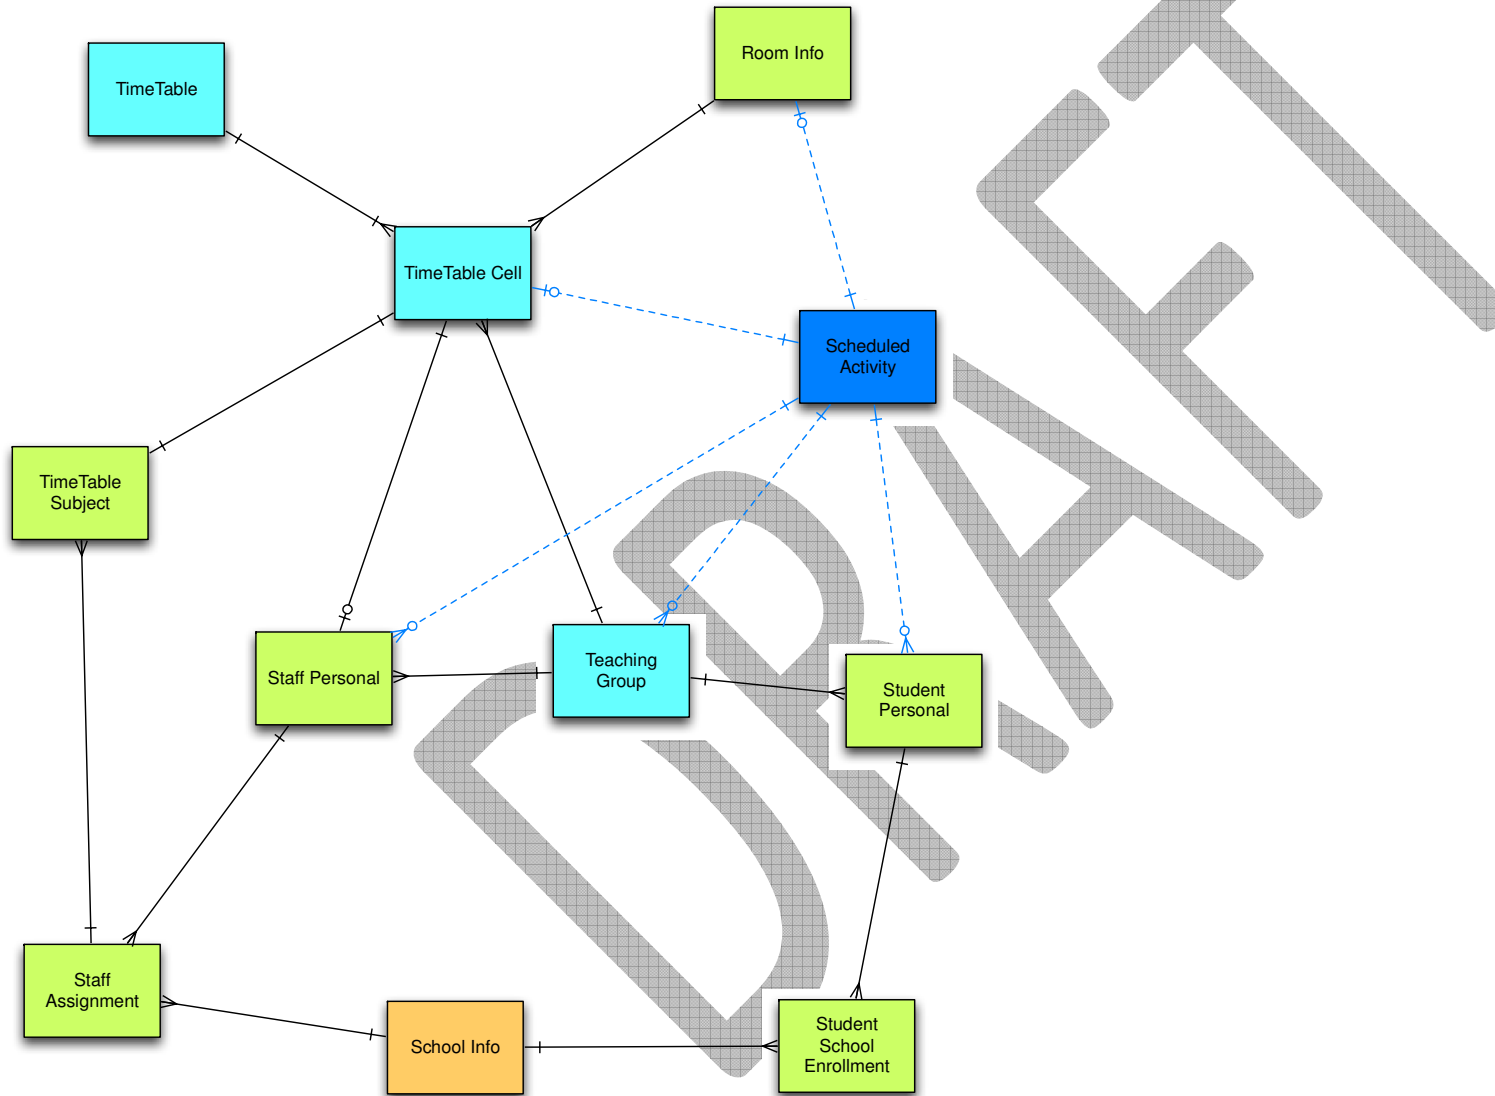 Room Info
TimeTable
TimeTable Cell
Scheduled
Activity
TimeTable
Subject
Staff Personal
Teaching
Group
Student
Personal
Staff
Assignment
School Info
Student
School
Enrollment
DRAFT